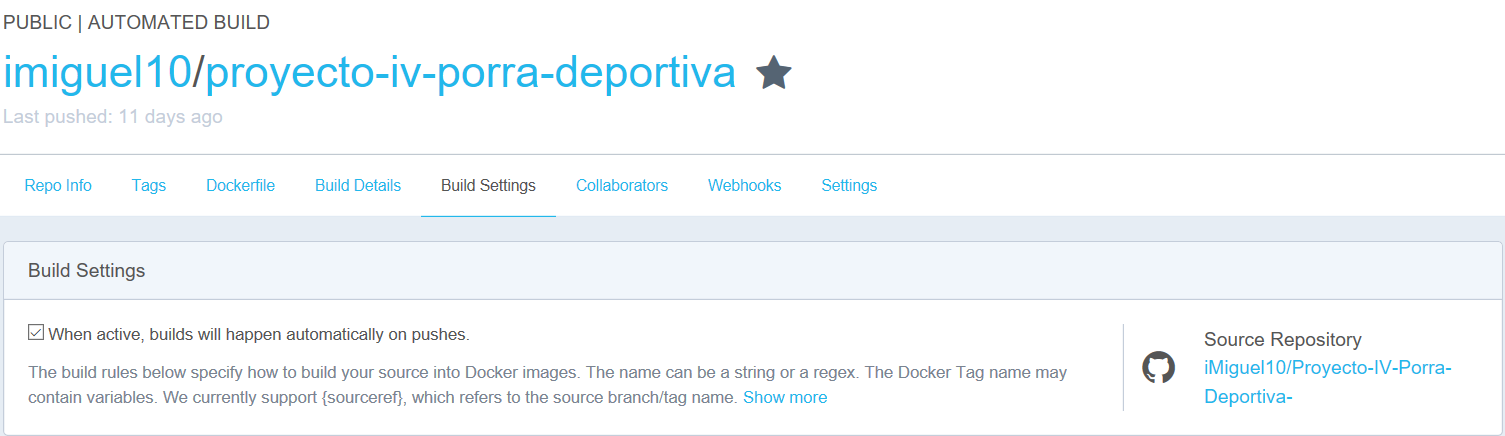 PUBLIC | AUTOMATED BUILD
imiguel10/proyecto-iv-porra-deportiva
Last pushed: 11 days ago
Repo Info Tags Dockerfile Build Details Build Settings Collaborators Webhooks Settings
Build Settings
When active, builds will happen automatically on pushes.
The build rules below specify how to build your source into Docker images. The name can be a string or a regex. The Docker Tag name may
contain variables. We currently support {sourceref}, which refers to the source branch/tag name. Show more
Source Repository
iMiguel10/Proyecto-IV-Porra-
Deportiva-